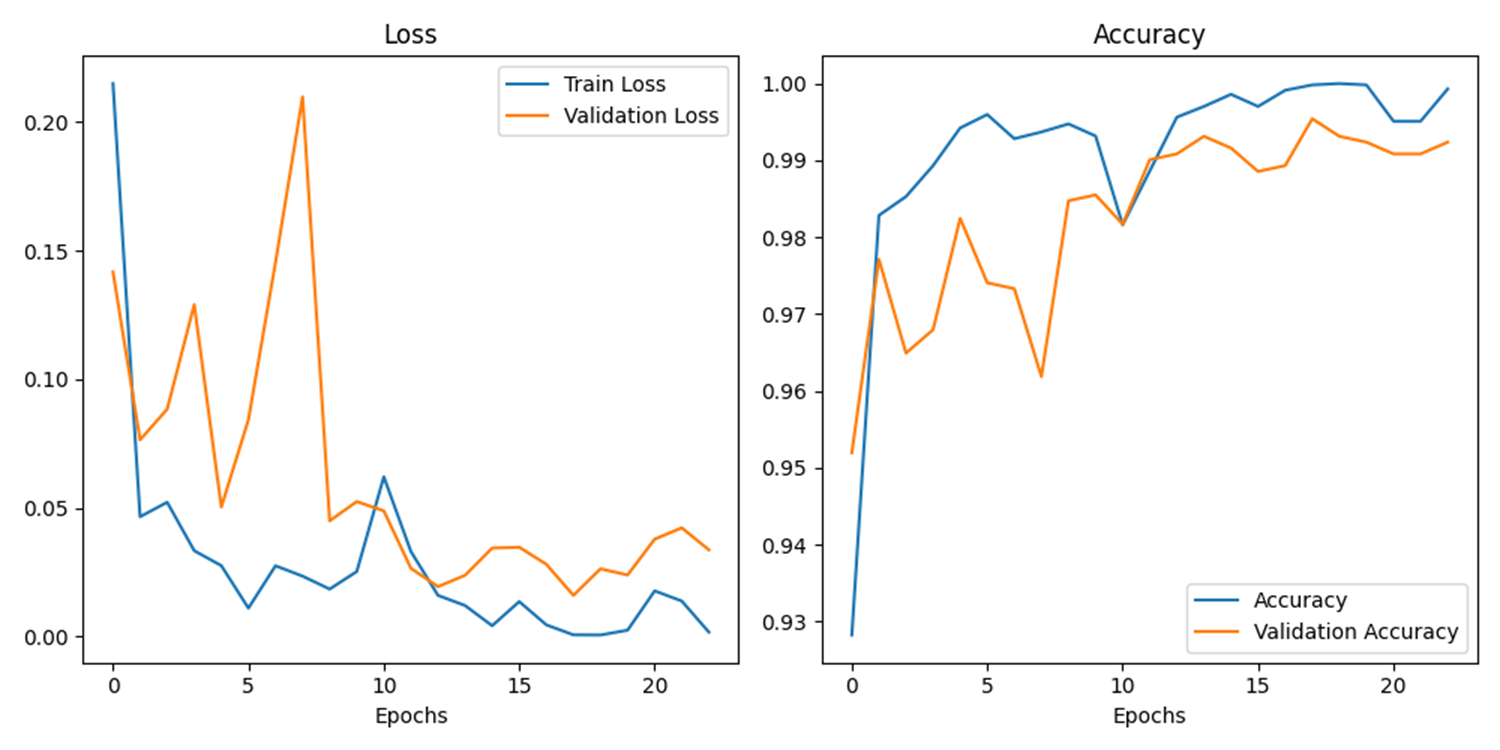 Loss
Train Loss
Validation Loss
0.20
0.15
0.10
0.05
0.00
0 5 10 15 20
Epochs
Accuracy
1.00
0.99
0.98
0.97
0.96
0.95
0.94
0.93
Accuracy
Validation Accuracy
0 5 10 15 20
Epochs